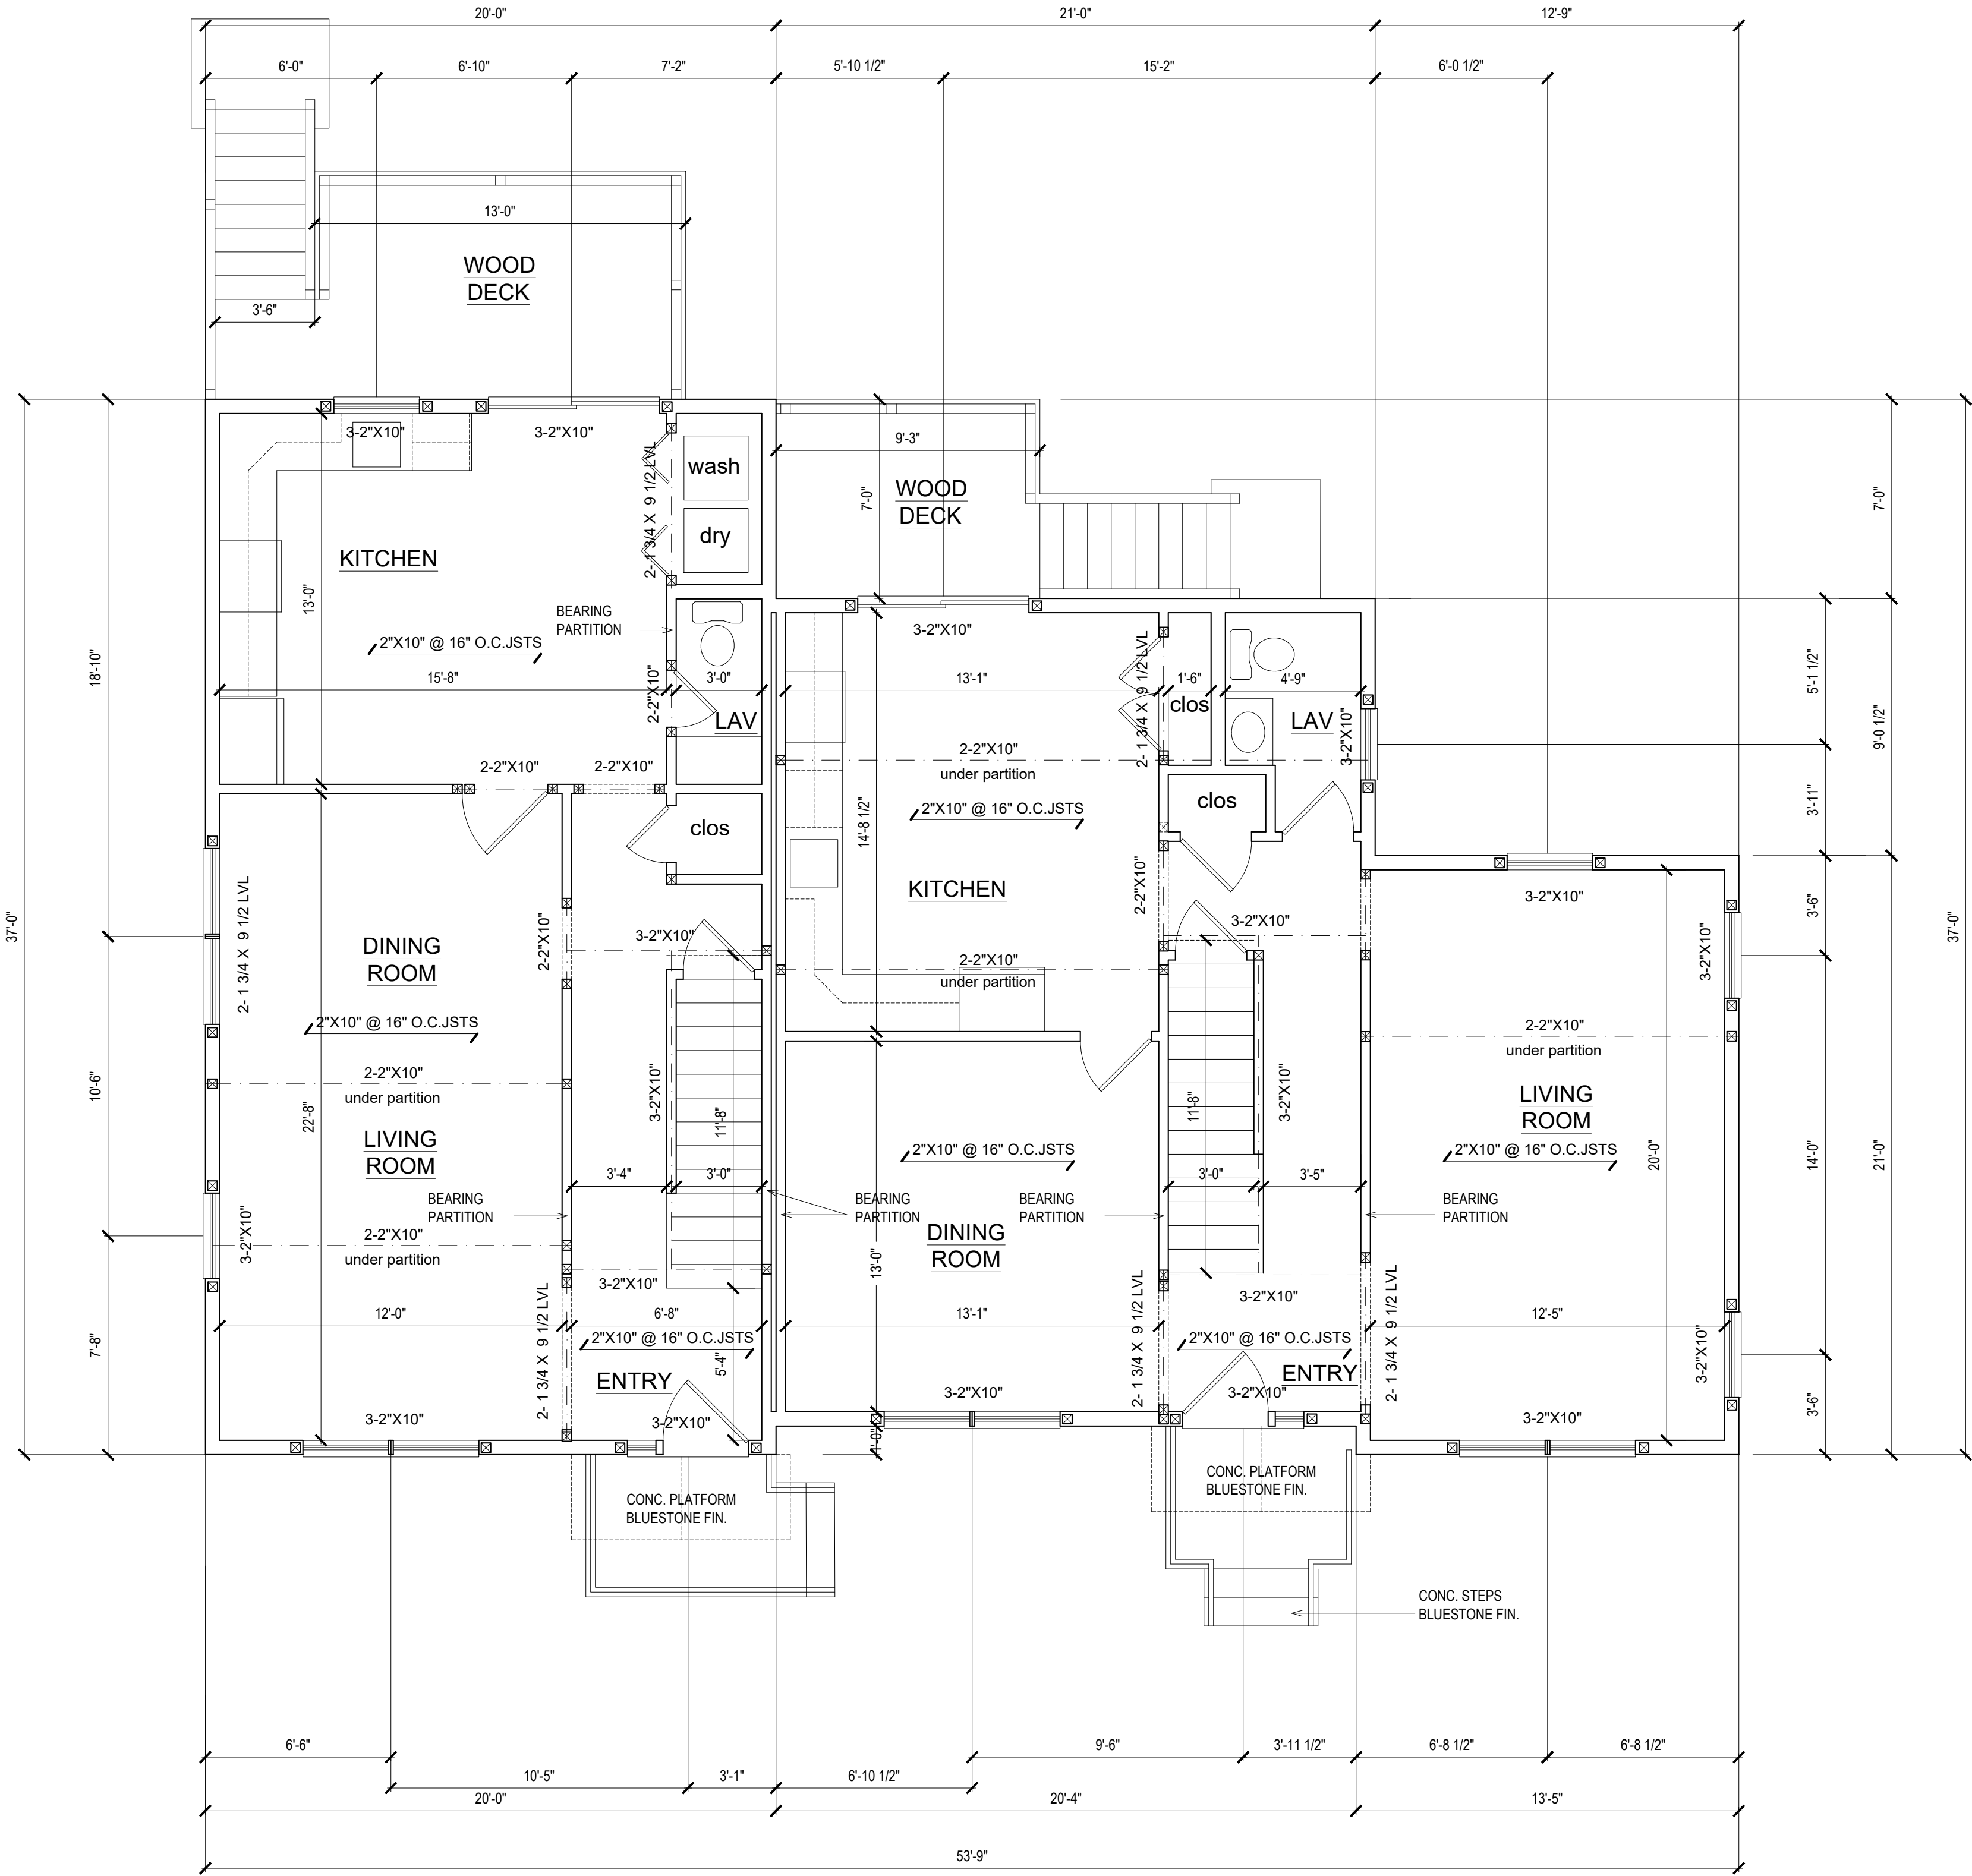 20'-0"
21'-0"
12'-9"
6'-0"
6'-10"
7'-2"
5'-10 1/2"
15'-2"
6'-0 1/2"
13'-0"
WOOD
DECK
3'-6"
3-2"X10"
3-2"X10"
2- 1 3/4 X 9 1/2 LVL
wash
dry
9'-3"
7'-0"
WOOD
DECK
7'-0"
KITCHEN
13'-0"
BEARING
PARTITION
2"X10" @ 16" O.C.JSTS
15'-8"
2-2"X10"
3'-0"
LAV
18'-10"
3-2"X10"
2- 1 3/4 X 9 1/2 LVL
13'-1"
1'-6"
clos
4'-9"
LAV
3-2"X10"
5'-1 1/2"
9'-0 1/2"
2-2"X10"
under partition
2-2"X10"
2-2"X10"
clos
clos
2"X10" @ 16" O.C.JSTS
14'-8 1/2"
3'-11"
KITCHEN
2-2"X10"
3-2"X10"
3-2"X10"
3'-6"
37'-0"
37'-0"
2- 1 3/4 X 9 1/2 LVL
DINING
ROOM
2-2"X10"
3-2"X10"
2-2"X10"
under partition
3-2"X10"
2"X10" @ 16" O.C.JSTS
2-2"X10"
under partition
2-2"X10"
under partition
10'-6"
22'-8"
LIVING
ROOM
3-2"X10"
11'-8"
11'-8"
3-2"X10"
LIVING
ROOM
2"X10" @ 16" O.C.JSTS
2"X10" @ 16" O.C.JSTS
20'-0"
14'-0"
21'-0"
3'-4"
3'-0"
3'-0"
3'-5"
BEARING
PARTITION
BEARING
PARTITION
BEARING
PARTITION
BEARING
PARTITION
3-2"X10"
2-2"X10"
under partition
DINING
ROOM
13'-0"
3-2"X10"
3-2"X10"
12'-0"
6'-8"
13'-1"
12'-5"
2- 1 3/4 X 9 1/2 LVL
2"X10" @ 16" O.C.JSTS
5'-4"
2- 1 3/4 X 9 1/2 LVL
2"X10" @ 16" O.C.JSTS
2- 1 3/4 X 9 1/2 LVL
3-2"X10"
7'-8"
ENTRY
ENTRY
3-2"X10"
3-2"X10"
3-2"X10"
3-2"X10"
3-2"X10"
3'-6"
1'-0"
CONC. PLATFORM
BLUESTONE FIN.
CONC. PLATFORM
BLUESTONE FIN.
CONC. STEPS
BLUESTONE FIN.
6'-6"
9'-6"
3'-11 1/2"
6'-8 1/2"
6'-8 1/2"
10'-5"
3'-1"
6'-10 1/2"
20'-0"
20'-4"
13'-5"
53'-9"